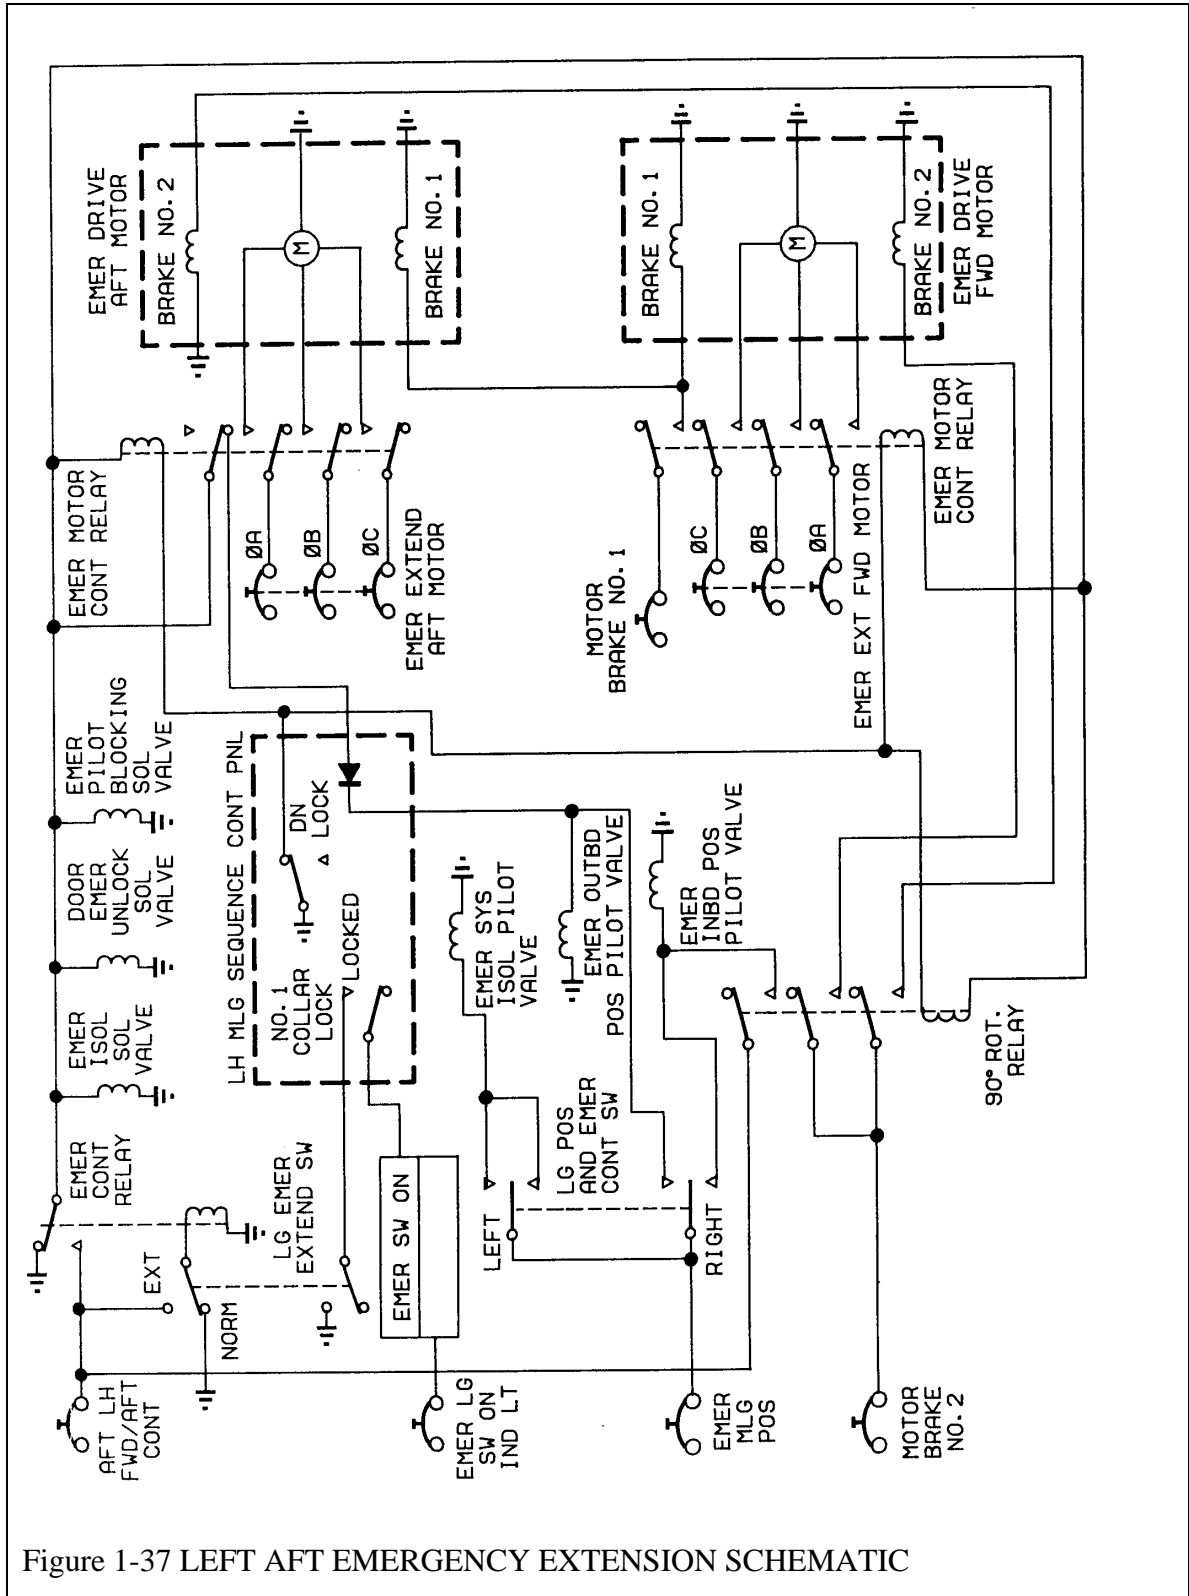 AFT LH
FWD/AFT
CONT
EXT
NORM
EMER
CONT
RELAY
EMER
ISOL
SOL
VALVE
DOOR
EMER
UNLOCK
SOL
VALVE
EMER
PILOT
BLOCKING
SOL
VALVE
EMER MOTOR
CONT RELAY
EMER DRIVE
AFT MOTOR
BRAKE NO. 2
M
BRAKE NO. 1
ØA
ØB
ØC
EMER EXTEND
AFT MOTOR
LH MLG SEQUENCE CONT PNL
NO. 1
COLLAR
LOCK
LOCKED
DN
LOCK
LG EMER
EXTEND SW
EMER SW ON
EMER LG
SW ON
IND LT
EMER SYS
ISOL PILOT
VALVE
LEFT
RIGHT
LG POS
AND EMER
CONT SW
EMER OUTBD
POS PILOT VALVE
EMER
INBD POS
PILOT VALVE
EMER
MLG
POS
MOTOR
BRAKE NO. 1
ØC
ØB
ØA
EMER EXT FWD MOTOR
BRAKE NO. 1
M
BRAKE NO. 2
EMER DRIVE
FWD MOTOR
EMER MOTOR
CONT RELAY
MOTOR
BRAKE
NO. 2
90° ROT.
RELAY
Figure 1-37 LEFT AFT EMERGENCY EXTENSION SCHEMATIC